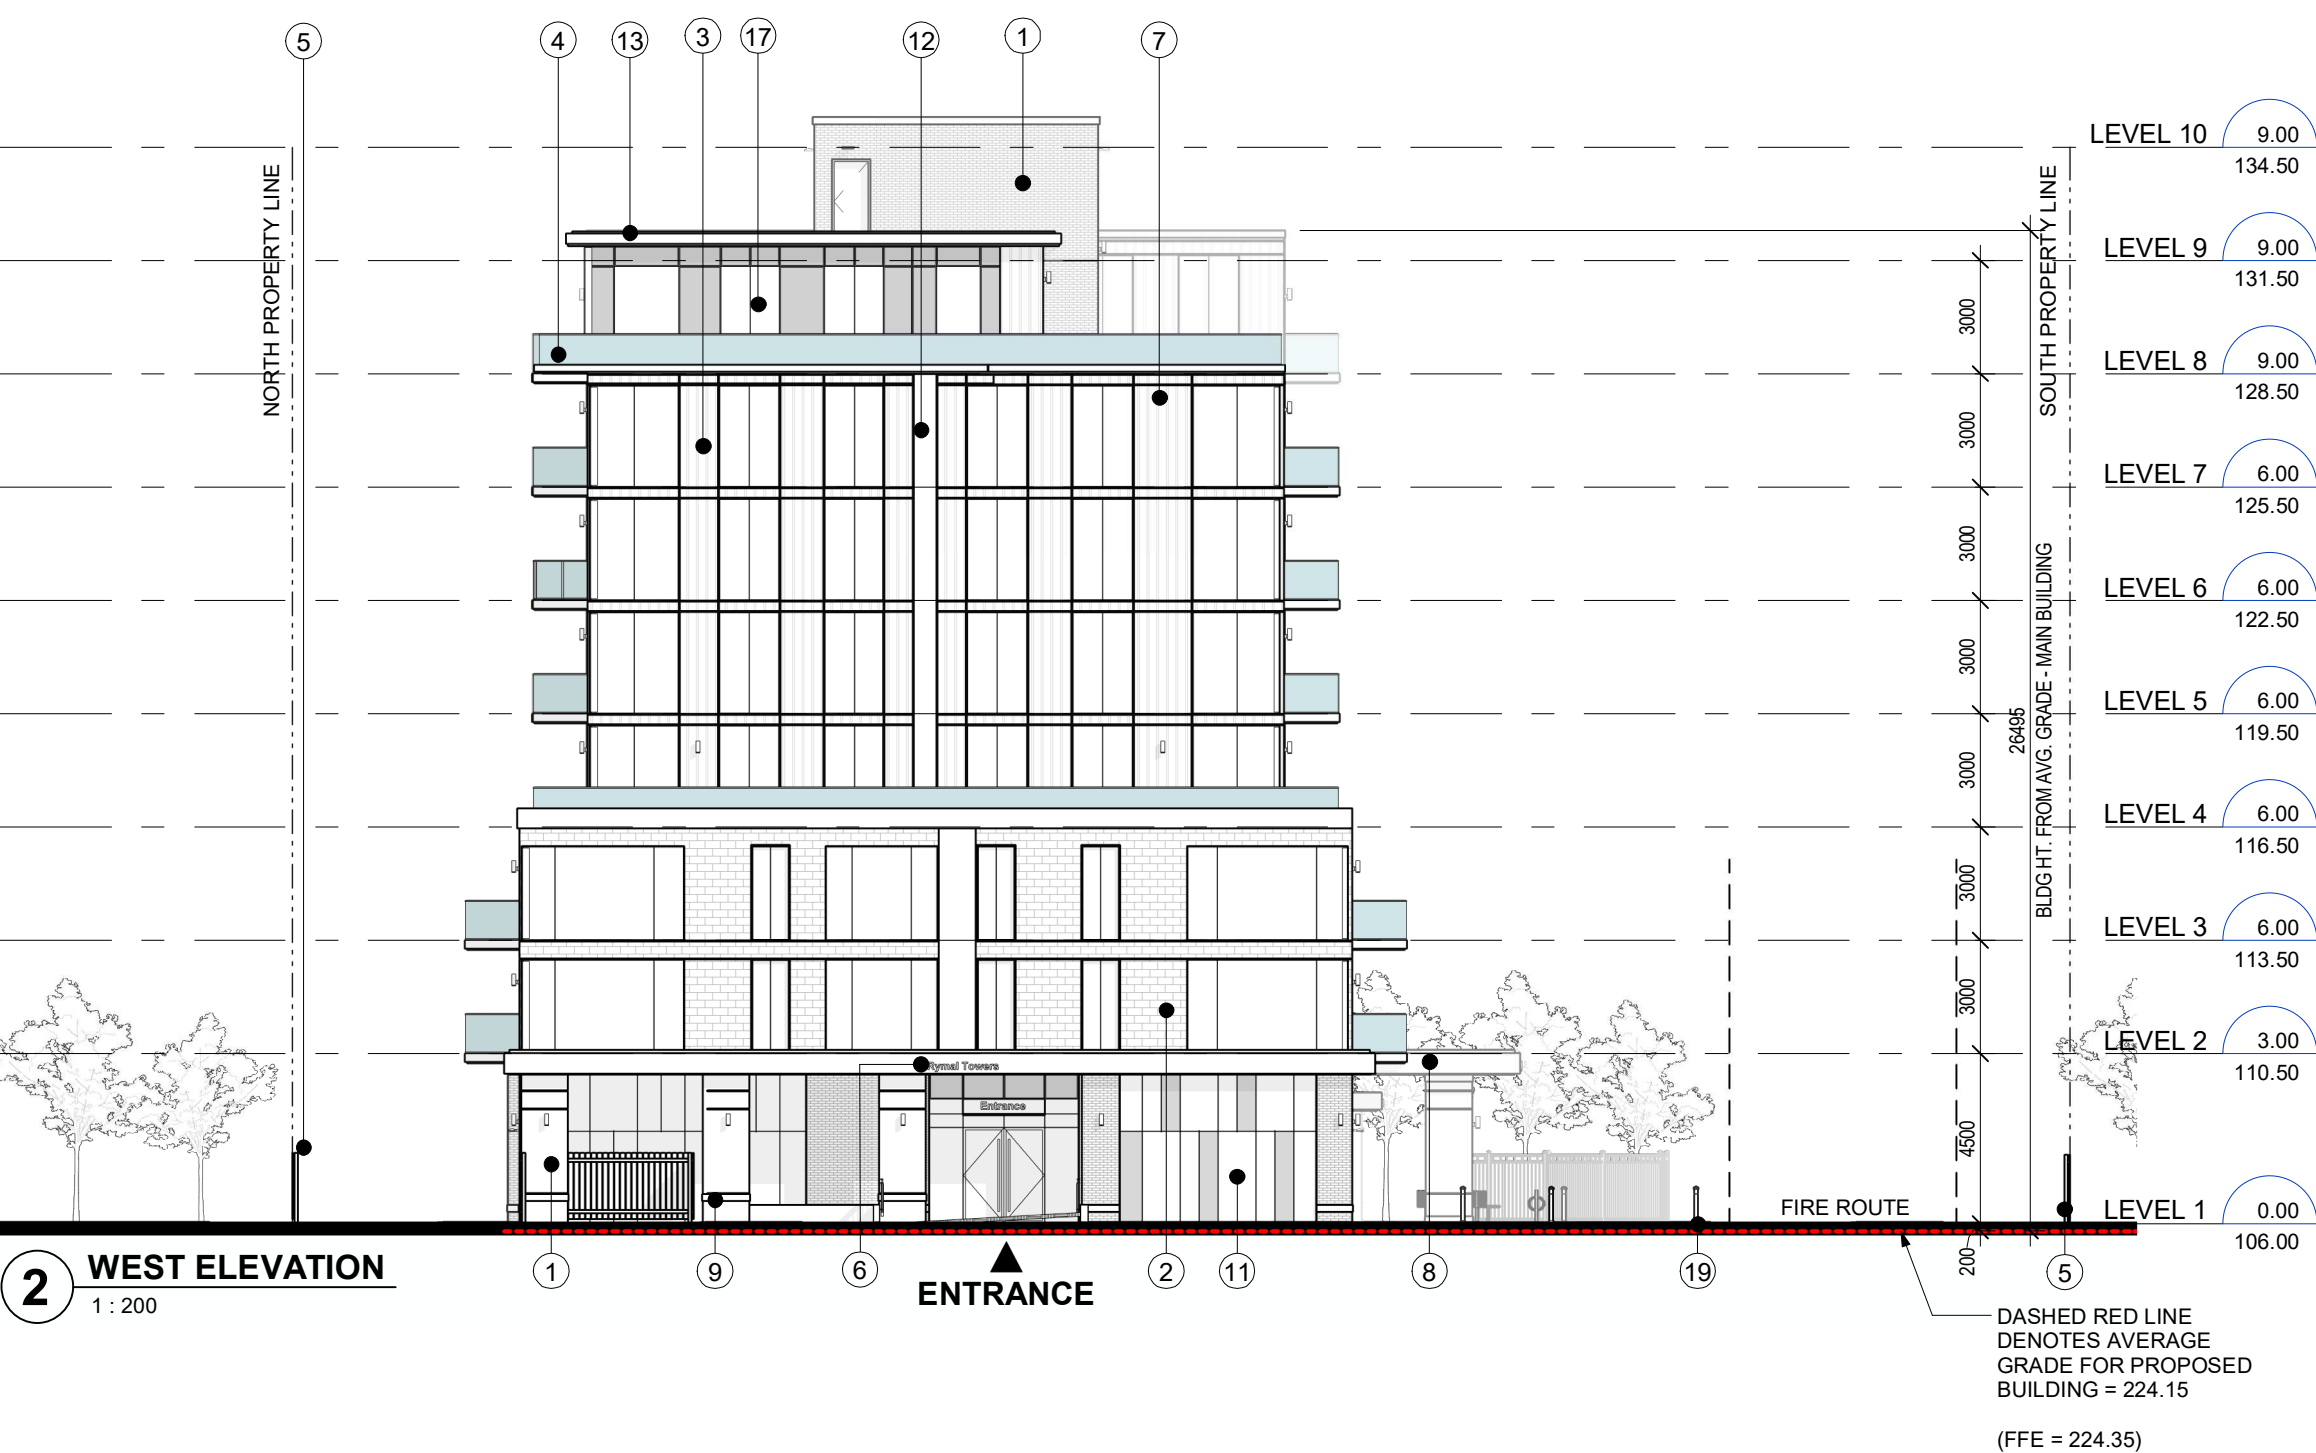 5
4
13
3
17
12
1
7
NORTH PROPERTY LINE
SOUTH PROPERTY LINE
LEVEL 10 9.00
134.50
LEVEL 9 9.00
131.50
3000
LEVEL 8 9.00
128.50
3000
LEVEL 7 6.00
125.50
3000
LEVEL 6 6.00
122.50
3000
LEVEL 5 6.00
119.50
3000
LEVEL 4 6.00
116.50
3000
LEVEL 3 6.00
113.50
3000
LEVEL 2 3.00
110.50
4500
LEVEL 1 0.00
106.00
200
26495
BLDG HT. FROM AVG. GRADE - MAIN BUILDING
Rymal Towers
Entrance
FIRE ROUTE
1
9
6
2
11
8
19
5
ENTRANCE
2
WEST ELEVATION
1 : 200
DASHED RED LINE
DENOTES AVERAGE
GRADE FOR PROPOSED
BUILDING = 224.15
(FFE = 224.35)